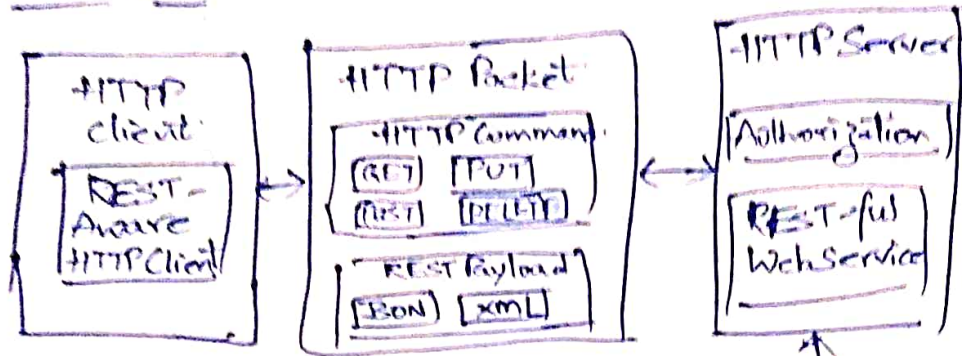 HTTP
Client
REST-
Aware
HTTP Client
HTTP Packet
HTTP Command
GET PUT
POST DELETE
REST Payload
JSON XML
HTTP Server
Authorization
REST-ful
WebService